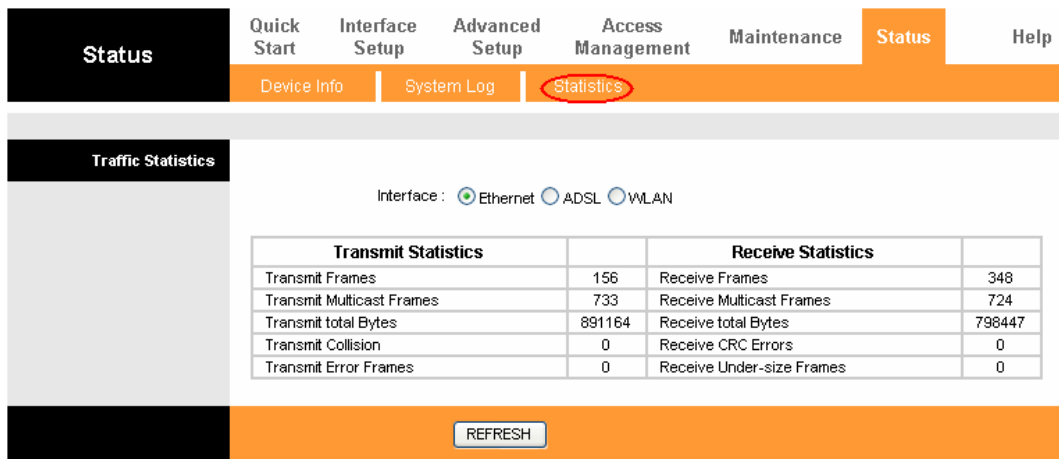 Status
Quick Start
Interface Setup
Advanced Setup
Access Management
Maintenance
Status
Help
Device Info
System Log
Statistics
Traffic Statistics
Interface : Ethernet ADSL WLAN
Transmit Statistics Receive Statistics
Transmit Frames 156 Receive Frames 348
Transmit Multicast Frames 733 Receive Multicast Frames 724
Transmit total Bytes 891164 Receive total Bytes 798447
Transmit Collision 0 Receive CRC Errors 0
Transmit Error Frames 0 Receive Under-size Frames 0
REFRESH